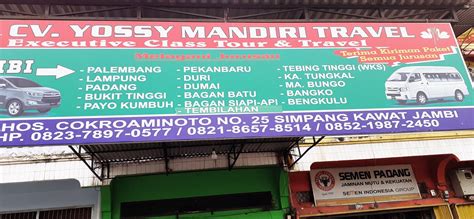 CV. YOSSY MANDIRI TRAVEL
Executive Class Tour & Travel
Terima Kiriman Paket
Semua Jurusan
Melayani Jurusan
IBI
- PALEMBANG
- LAMPUNG
- PADANG
- BUKIT TINGGI
- PAYO KUMBUH
- PEKANBARU
- DURI
- DUMAI
- BAGAN BATU
- BAGAN SIAPI-API
- TEMBILAHAN
- TEBING TINGGI (WKS)
- KA. TUNGKAL
- MA. BUNGO
- BANGKO
- BENGKULU
HOS. COKROAMINOTO NO. 25 SIMPANG KAWAT JAMBI
HP. 0823-7897-0577 / 0821-8657-8514 / 0852-1987-2450
SEMEN PADANG
JAMINAN MUTU & KEKUATAN
SEMEN INDONESIA GROUP